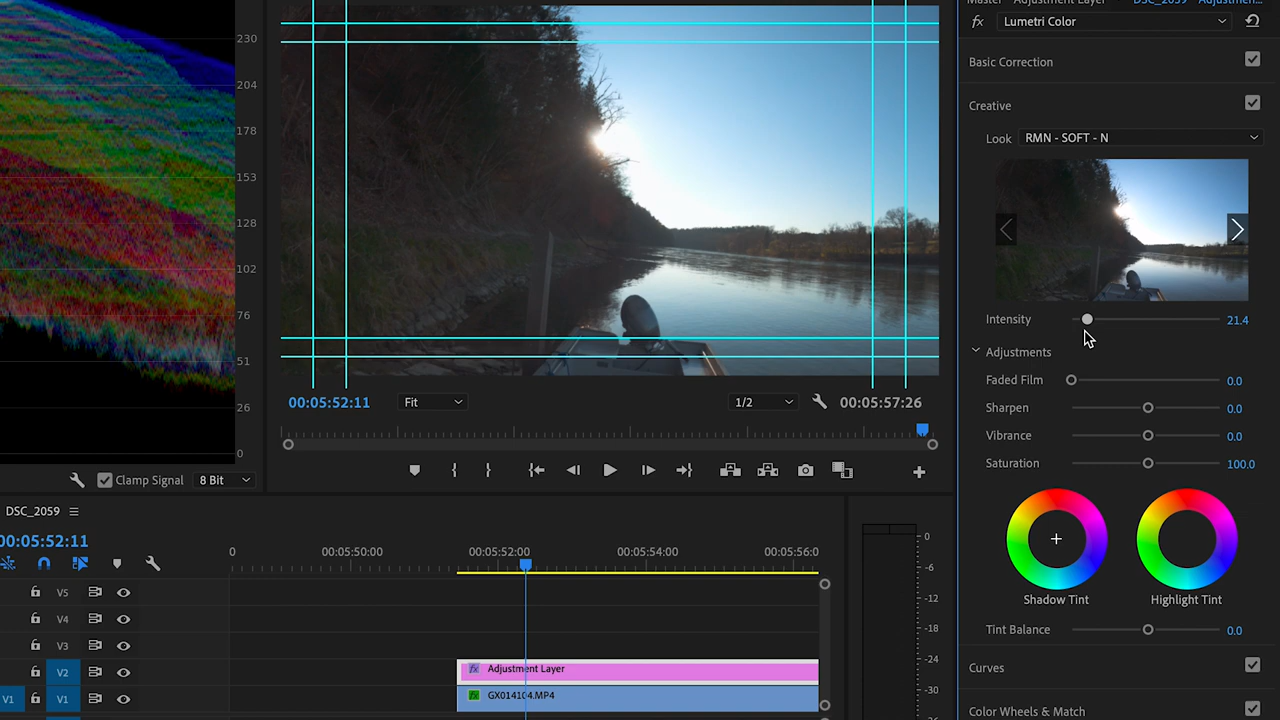 Master Adjustment Layer DSC_2059 Adjustmen...
fx Lumetri Color
Basic Correction
Creative
Look RMN - SOFT - N
Intensity 21.4
Adjustments
Faded Film 0.0
Sharpen 0.0
Vibrance 0.0
Saturation 100.0
Shadow Tint Highlight Tint
Tint Balance 0.0
Curves
Color Wheels & Match
230
204
178
153
128
102
76
51
26
0
Clamp Signal 8 Bit
00:05:52:11 Fit 1/2 00:05:57:26
DSC_2059
00:05:52:11
0 00:05:50:00 00:05:52:00 00:05:54:00 00:05:56:0
V5
V4
V3
V2 fx Adjustment Layer
V1 V1 fx GX014104.MP4
0
-6
-12
-18
-24
-30